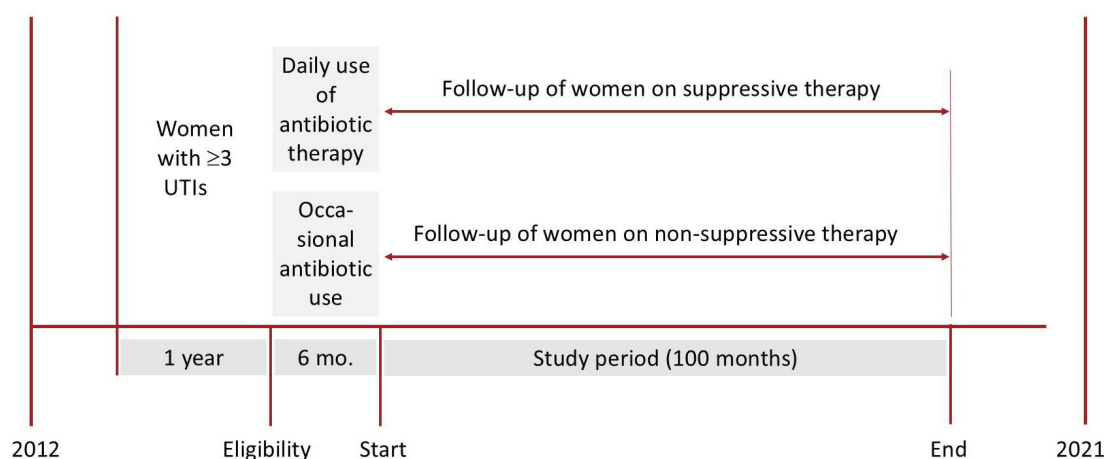 Daily use
of
antibiotic
therapy
Follow-up of women on suppressive therapy
Women
with ≥3
UTIs
Occa-
sional
antibiotic
use
Follow-up of women on non-suppressive therapy
1 year
6 mo.
Study period (100 months)
2012
Eligibility
Start
End
2021